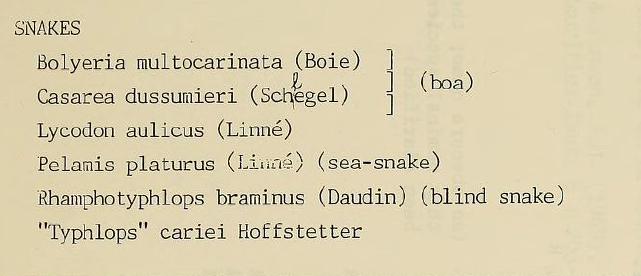 SNAKES
Bolyeria multocarinata (Boie) ]
] (boa)
Casarea dussumieri (Schlegel) ]
Lycodon aulicus (Linné)
Pelamis platurus (Linné) (sea-snake)
Rhamphotyphlops braminus (Daudin) (blind snake)
"Typhlops" cariei Hoffstetter